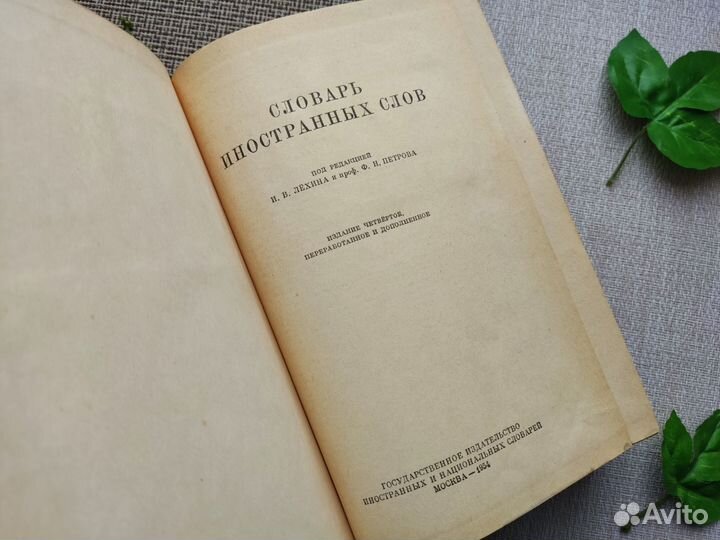 СЛОВАРЬ
ИНОСТРАННЫХ СЛОВ
ПОД РЕДАКЦИЕЙ
И. В. ЛЁХИНА и проф. Ф. Н. ПЕТРОВА
ИЗДАНИЕ ЧЕТВЁРТОЕ,
ПЕРЕРАБОТАННОЕ И ДОПОЛНЕННОЕ
ГОСУДАРСТВЕННОЕ ИЗДАТЕЛЬСТВО
ИНОСТРАННЫХ И НАЦИОНАЛЬНЫХ СЛОВАРЕЙ
МОСКВА—1954
Avito